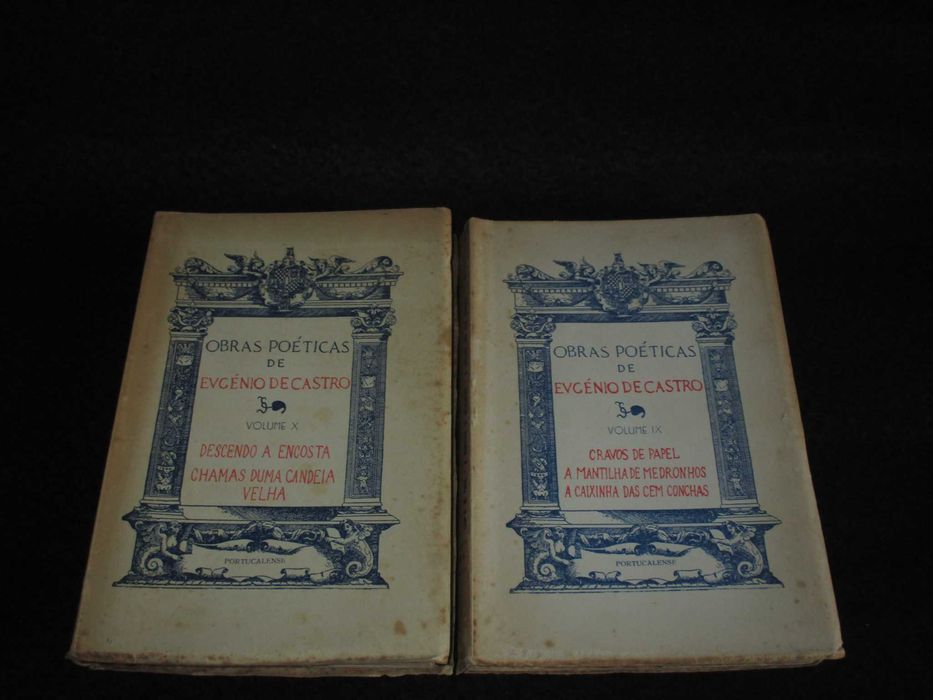 OBRAS POÉTICAS
DE
EVGÉNIO DE CASTRO
VOLUME X
DESCENDO A ENCOSTA
CHAMAS DUMA CANDEIA
VELHA
PORTUCALENSE
OBRAS POÉTICAS
DE
EVGÉNIO DE CASTRO
VOLUME IX
CRAVOS DE PAPEL
A MANTILHA DE MEDRONHOS
A CAIXINHA DAS CEM CONCHAS
PORTUCALENSE